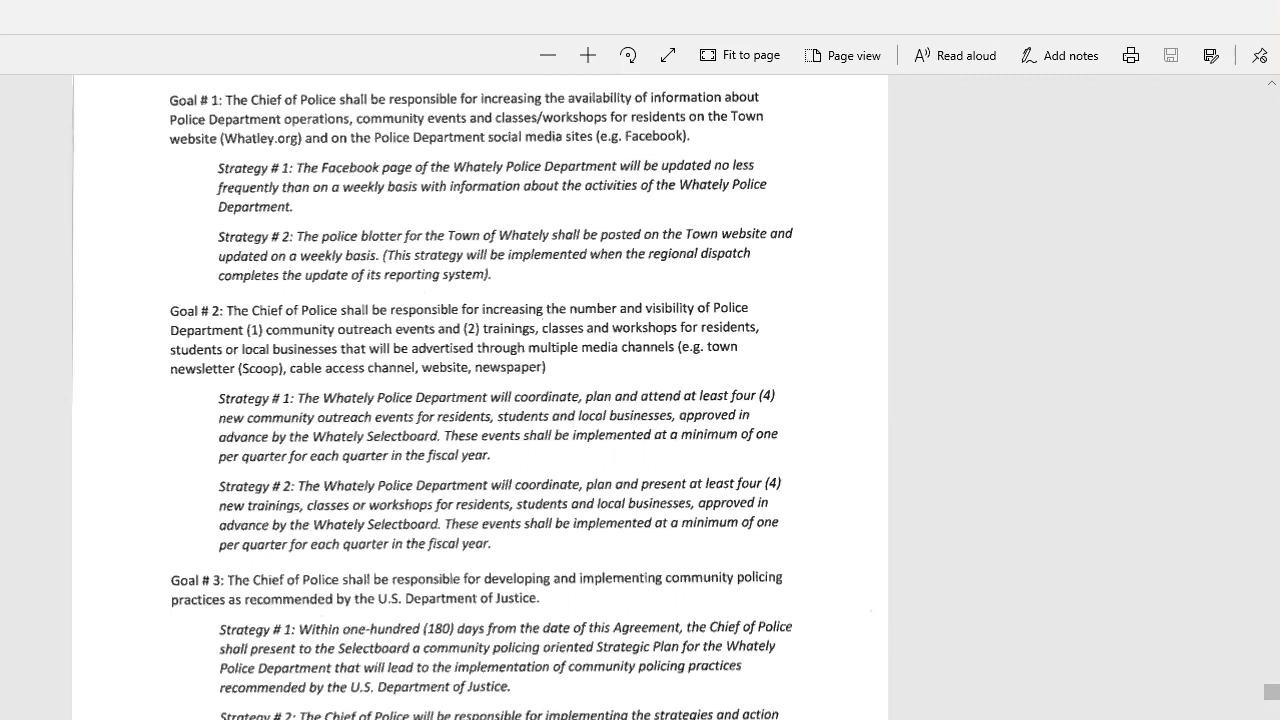 Fit to page
Page view
Read aloud
Add notes
Goal # 1: The Chief of Police shall be responsible for increasing the availability of information about
Police Department operations, community events and classes/workshops for residents on the Town
website (Whatley.org) and on the Police Department social media sites (e.g. Facebook).
Strategy # 1: The Facebook page of the Whately Police Department will be updated no less
frequently than on a weekly basis with information about the activities of the Whately Police
Department.
Strategy # 2: The police blotter for the Town of Whately shall be posted on the Town website and
updated on a weekly basis. (This strategy will be implemented when the regional dispatch
completes the update of its reporting system).
Goal # 2: The Chief of Police shall be responsible for increasing the number and visibility of Police
Department (1) community outreach events and (2) trainings, classes and workshops for residents,
students or local businesses that will be advertised through multiple media channels (e.g. town
newsletter (Scoop), cable access channel, website, newspaper)
Strategy # 1: The Whately Police Department will coordinate, plan and attend at least four (4)
new community outreach events for residents, students and local businesses, approved in
advance by the Whately Selectboard. These events shall be implemented at a minimum of one
per quarter for each quarter in the fiscal year.
Strategy # 2: The Whately Police Department will coordinate, plan and present at least four (4)
new trainings, classes or workshops for residents, students and local businesses, approved in
advance by the Whately Selectboard. These events shall be implemented at a minimum of one
per quarter for each quarter in the fiscal year.
Goal # 3: The Chief of Police shall be responsible for developing and implementing community policing
practices as recommended by the U.S. Department of Justice.
Strategy # 1: Within one-hundred (180) days from the date of this Agreement, the Chief of Police
shall present to the Selectboard a community policing oriented Strategic Plan for the Whately
Police Department that will lead to the implementation of community policing practices
recommended by the U.S. Department of Justice.
Strategy # 2: The Chief of Police will be responsible for implementing the strategies and action